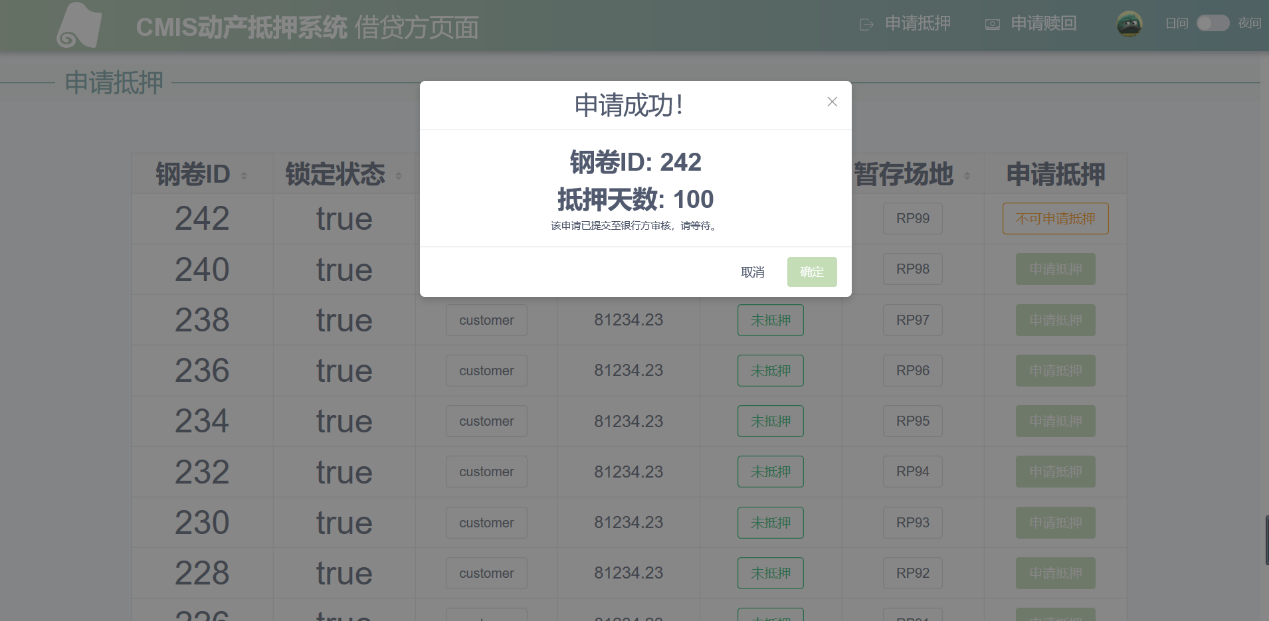 CMIS动产抵押系统 借贷方页面
申请抵押
申请赎回
日间
夜间
申请抵押
申请成功!
钢卷ID: 242
抵押天数: 100
该申请已提交至银行方审核，请等待。
取消
确定
钢卷ID 锁定状态 暂存场地 申请抵押
242 true RP99 不可申请抵押
240 true RP98 申请抵押
238 true customer 81234.23 未抵押 RP97 申请抵押
236 true customer 81234.23 未抵押 RP96 申请抵押
234 true customer 81234.23 未抵押 RP95 申请抵押
232 true customer 81234.23 未抵押 RP94 申请抵押
230 true customer 81234.23 未抵押 RP93 申请抵押
228 true customer 81234.23 未抵押 RP92 申请抵押